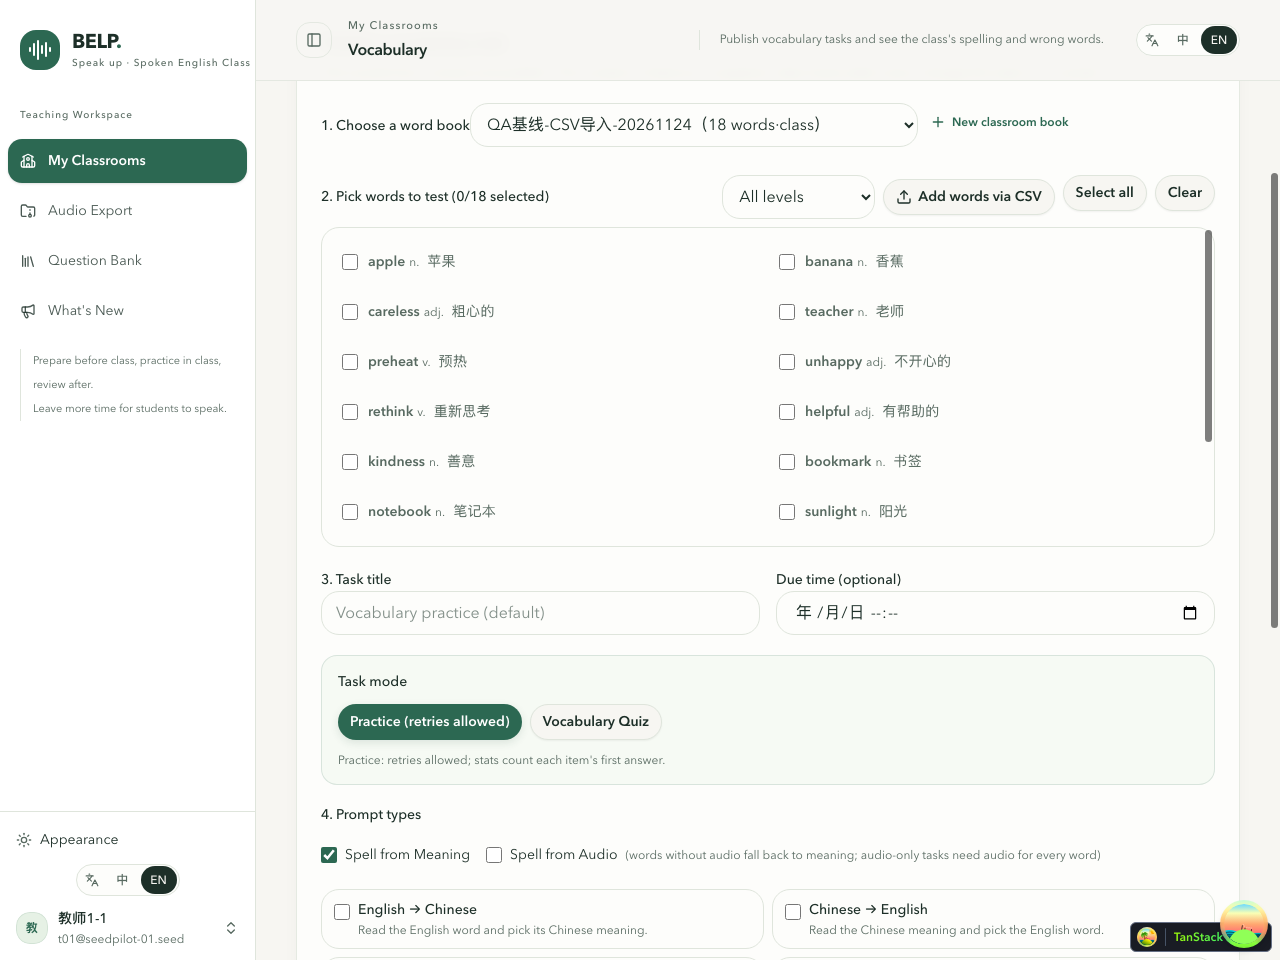 BELP.
Speak up · Spoken English Class
Teaching Workspace
My Classrooms
Audio Export
Question Bank
What's New
Prepare before class, practice in class,
review after.
Leave more time for students to speak.
Appearance
中
EN
教
教师1-1
t01@seedpilot-01.seed
My Classrooms
Vocabulary
Publish vocabulary tasks and see the class's spelling and wrong words.
中
EN
1. Choose a word book
QA基线-CSV导入-20261124（18 words·class）
New classroom book
2. Pick words to test (0/18 selected)
All levels
Add words via CSV
Select all
Clear
apple n. 苹果
banana n. 香蕉
careless adj. 粗心的
teacher n. 老师
preheat v. 预热
unhappy adj. 不开心的
rethink v. 重新思考
helpful adj. 有帮助的
kindness n. 善意
bookmark n. 书签
notebook n. 笔记本
sunlight n. 阳光
3. Task title
Vocabulary practice (default)
Due time (optional)
年 /月/日 --:--
Task mode
Practice (retries allowed)
Vocabulary Quiz
Practice: retries allowed; stats count each item's first answer.
4. Prompt types
Spell from Meaning
Spell from Audio (words without audio fall back to meaning; audio-only tasks need audio for every word)
English → Chinese
Read the English word and pick its Chinese meaning.
Chinese → English
Read the Chinese meaning and pick the English word.
TanStack